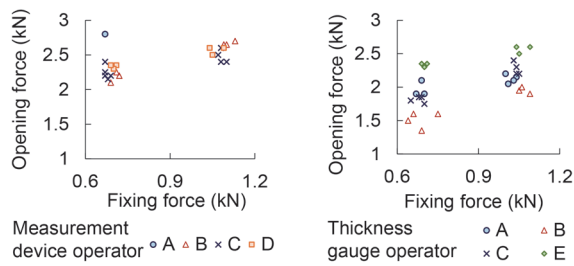 Opening force (kN)
3
2.5
2
1.5
1
0.6 0.9 1.2
Fixing force (kN)
Measurement
device operator A B C D
Opening force (kN)
3
2.5
2
1.5
1
0.6 0.9 1.2
Fixing force (kN)
Thickness A B
gauge operator C E